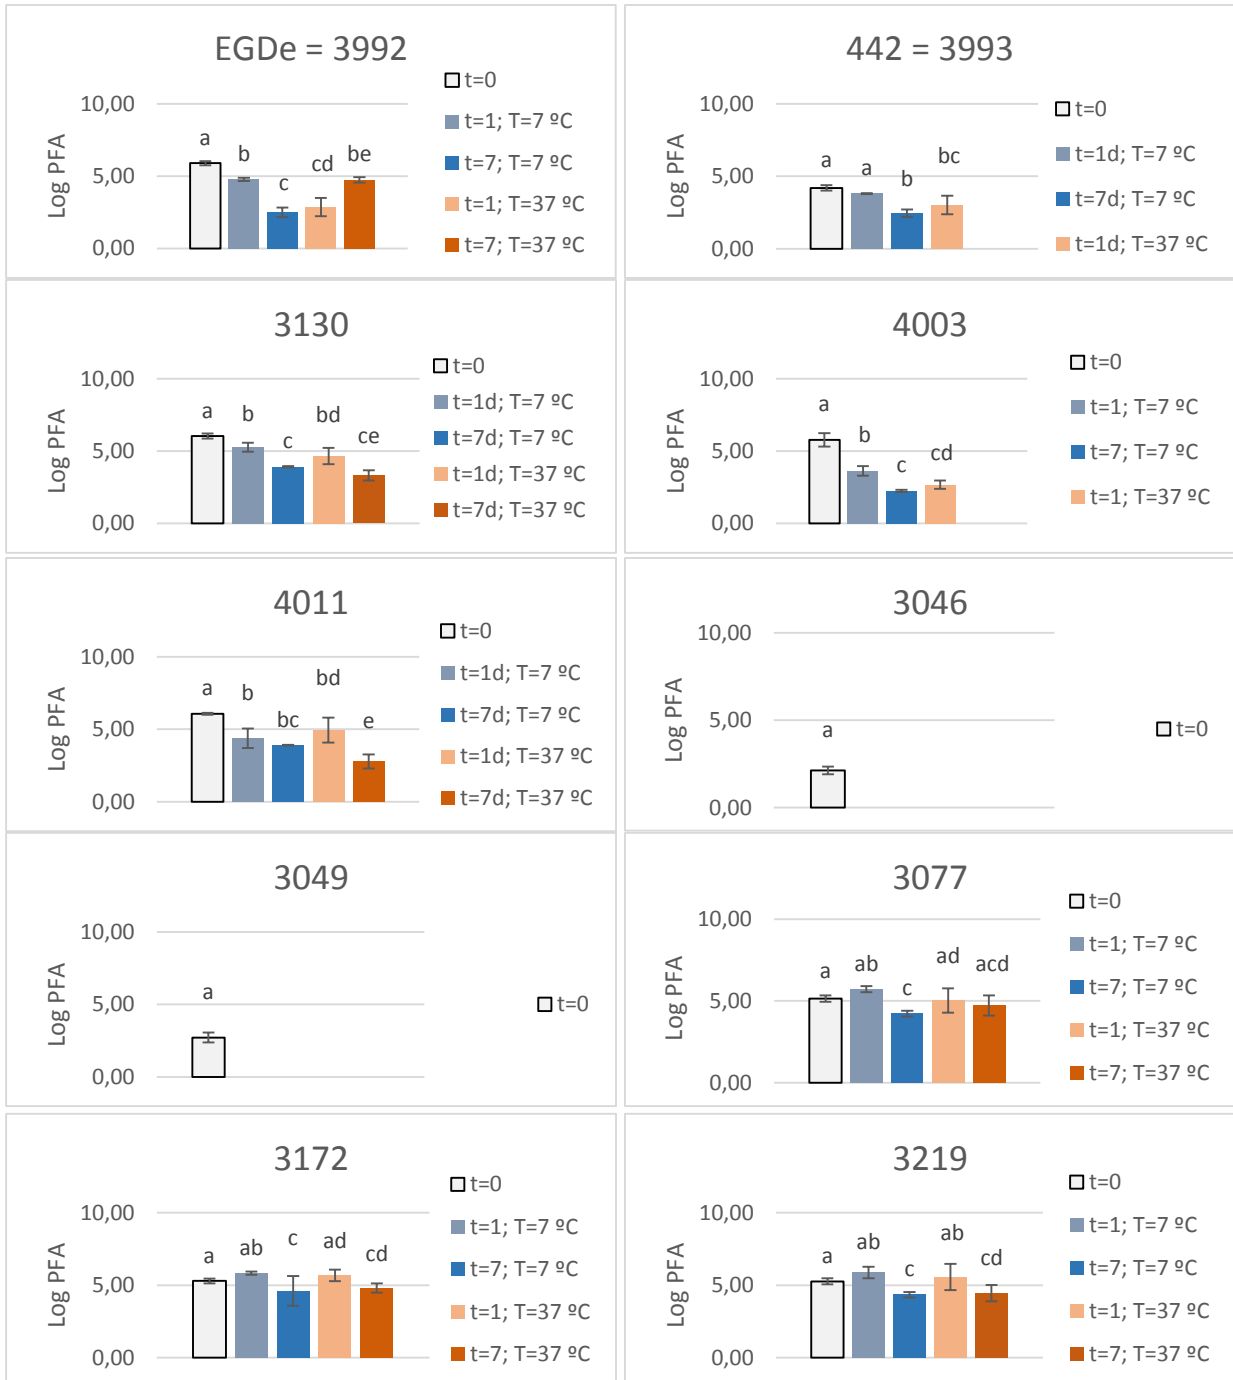 EGDe = 3992
Log PFA
10,00
5,00
0,00
a
b
c
cd
be
t=0
t=1; T=7 ºC
t=7; T=7 ºC
t=1; T=37 ºC
t=7; T=37 ºC
442 = 3993
Log PFA
10,00
5,00
0,00
a
a
b
bc
t=0
t=1d; T=7 ºC
t=7d; T=7 ºC
t=1d; T=37 ºC
3130
Log PFA
10,00
5,00
0,00
a
b
c
bd
ce
t=0
t=1d; T=7 ºC
t=7d; T=7 ºC
t=1d; T=37 ºC
t=7d; T=37 ºC
4003
Log PFA
10,00
5,00
0,00
a
b
c
cd
t=0
t=1; T=7 ºC
t=7; T=7 ºC
t=1; T=37 ºC
4011
Log PFA
10,00
5,00
0,00
a
b
bc
bd
e
t=0
t=1d; T=7 ºC
t=7d; T=7 ºC
t=1d; T=37 ºC
t=7d; T=37 ºC
3046
Log PFA
10,00
5,00
0,00
a
t=0
3049
Log PFA
10,00
5,00
0,00
a
t=0
3077
Log PFA
10,00
5,00
0,00
a
ab
c
ad
acd
t=0
t=1; T=7 ºC
t=7; T=7 ºC
t=1; T=37 ºC
t=7; T=37 ºC
3172
Log PFA
10,00
5,00
0,00
a
ab
c
ad
cd
t=0
t=1; T=7 ºC
t=7; T=7 ºC
t=1; T=37 ºC
t=7; T=37 ºC
3219
Log PFA
10,00
5,00
0,00
a
ab
c
ab
cd
t=0
t=1; T=7 ºC
t=7; T=7 ºC
t=1; T=37 ºC
t=7; T=37 ºC